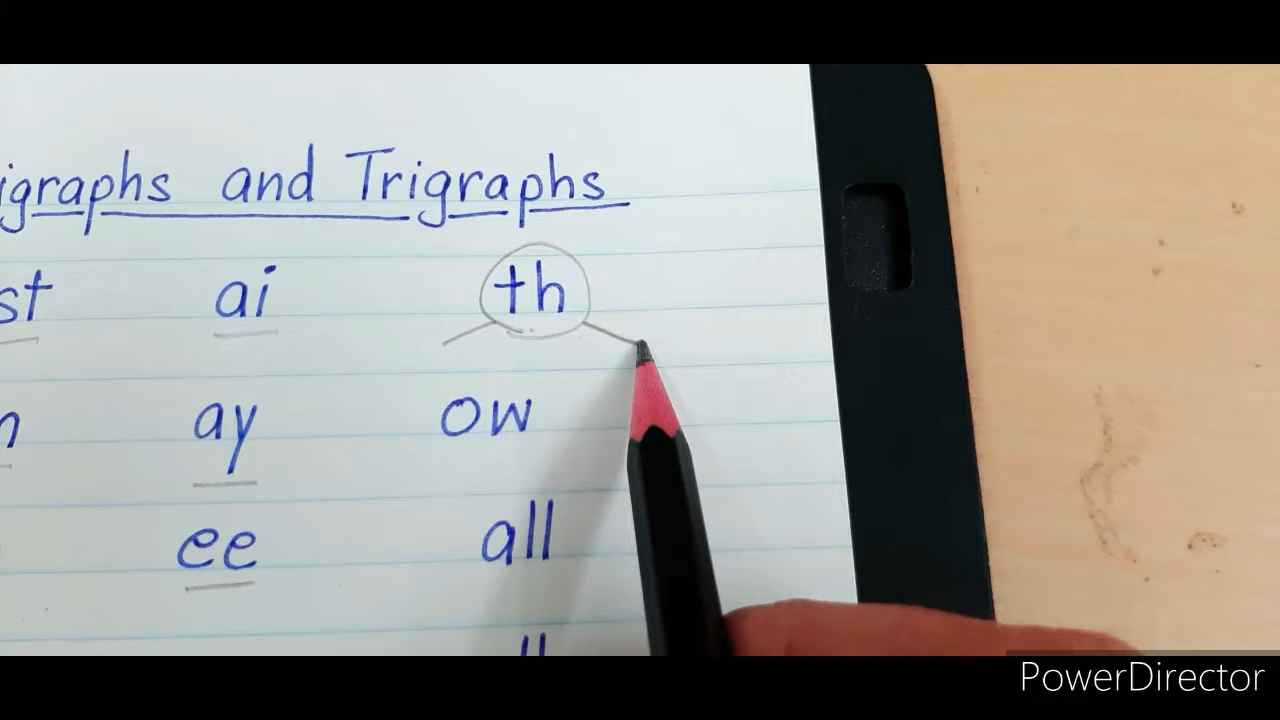 igraphs and Trigraphs
st ai th
ay ow
ee all
PowerDirector